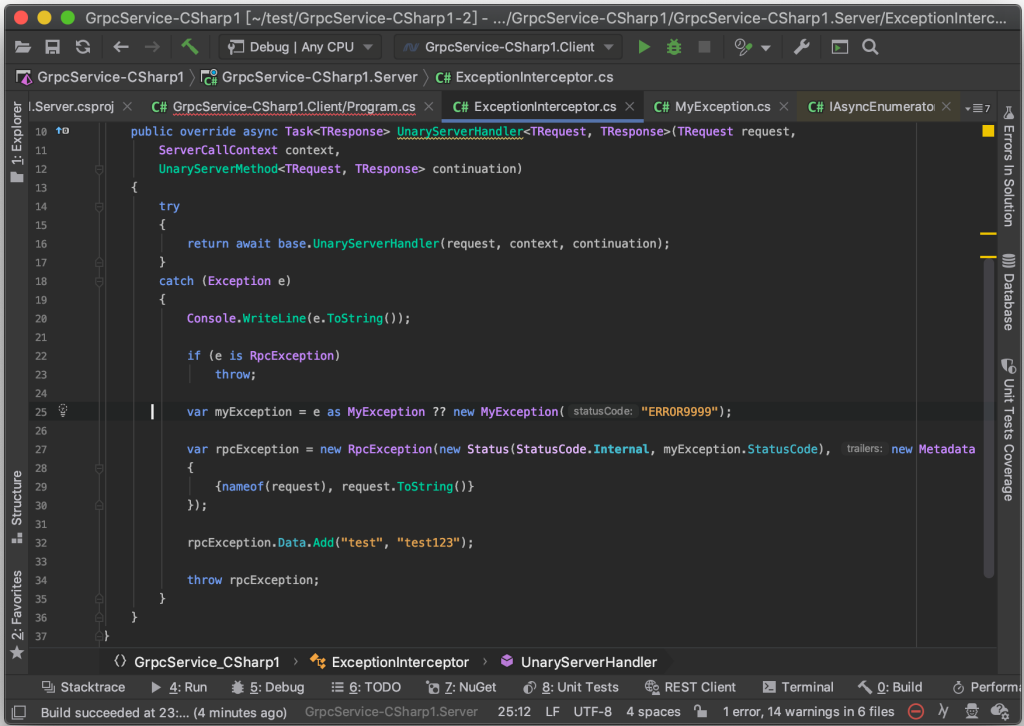 GrpcService-CSharp1 [~/test/GrpcService-CSharp1-2] - .../GrpcService-CSharp1/GrpcService-CSharp1.Server/ExceptionInterc...
Debug | Any CPU GrpcService-CSharp1.Client
GrpcService-CSharp1 GrpcService-CSharp1.Server C# ExceptionInterceptor.cs
.Server.csproj C# GrpcService-CSharp1.Client/Program.cs C# ExceptionInterceptor.cs C# MyException.cs C# IAsyncEnumerato 7
1: Explorer
Structure
2: Favorites
10 public override async Task<TResponse> UnaryServerHandler<TRequest, TResponse>(TRequest request,
11 ServerCallContext context,
12 UnaryServerMethod<TRequest, TResponse> continuation)
13 {
14 try
15 {
16 return await base.UnaryServerHandler(request, context, continuation);
17 }
18 catch (Exception e)
19 {
20 Console.WriteLine(e.ToString());
21
22 if (e is RpcException)
23 throw;
24
25 var myException = e as MyException ?? new MyException( statusCode: "ERROR9999");
26
27 var rpcException = new RpcException(new Status(StatusCode.Internal, myException.StatusCode), trailers: new Metadata
28 {
29 {nameof(request), request.ToString()}
30 });
31
32 rpcException.Data.Add("test", "test123");
33
34 throw rpcException;
35 }
36 }
37 }
Errors In Solution
Database
Unit Tests Coverage
GrpcService_CSharp1 › ExceptionInterceptor › UnaryServerHandler
Stacktrace 4: Run 5: Debug 6: TODO 7: NuGet 8: Unit Tests REST Client Terminal 0: Build Performa
Build succeeded at 23:... (4 minutes ago) GrpcService-CSharp1.Server 25:12 LF UTF-8 4 spaces 1 error, 14 warnings in 6 files